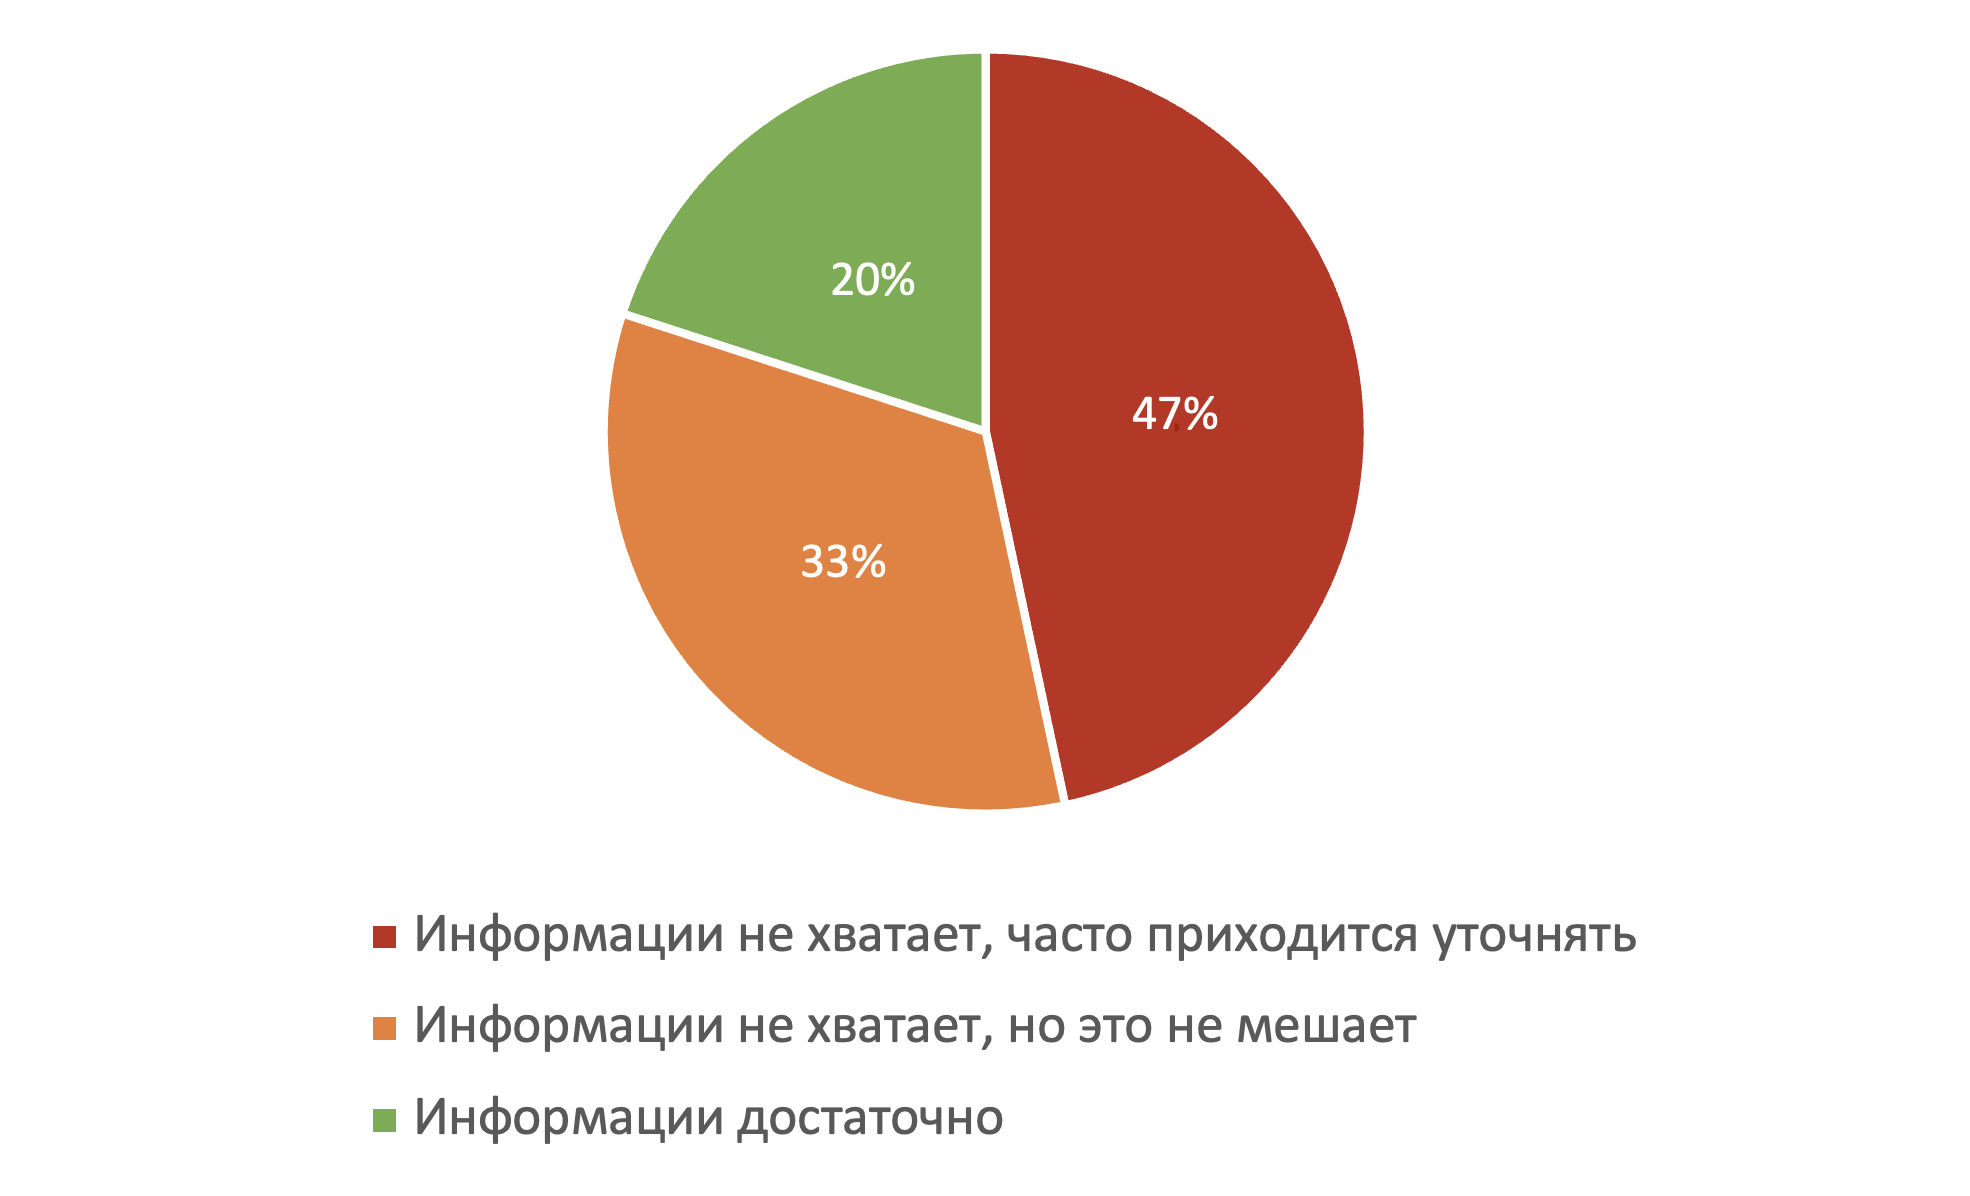 20%
47%
33%
Информации не хватает, часто приходится уточнять
Информации не хватает, но это не мешает
Информации достаточно